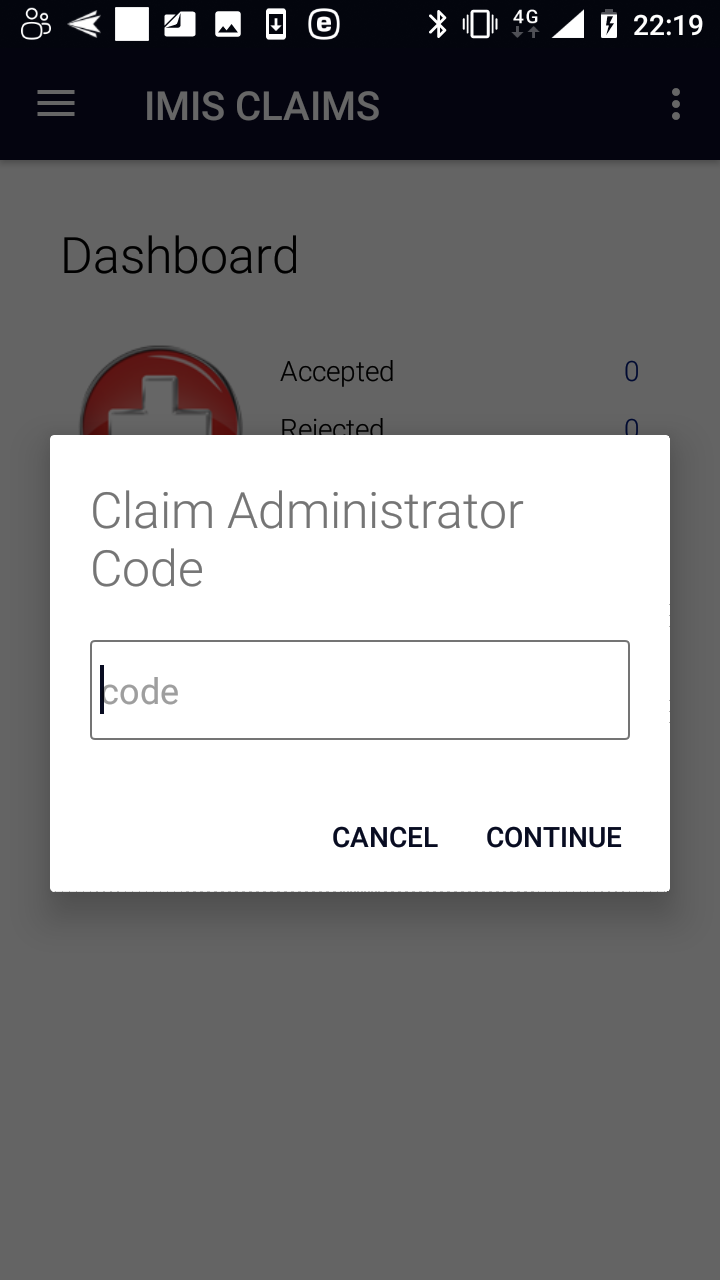 4G 22:19
IMIS CLAIMS
Dashboard
Accepted 0
Rejected 0
Claim Administrator
Code
code
CANCEL CONTINUE